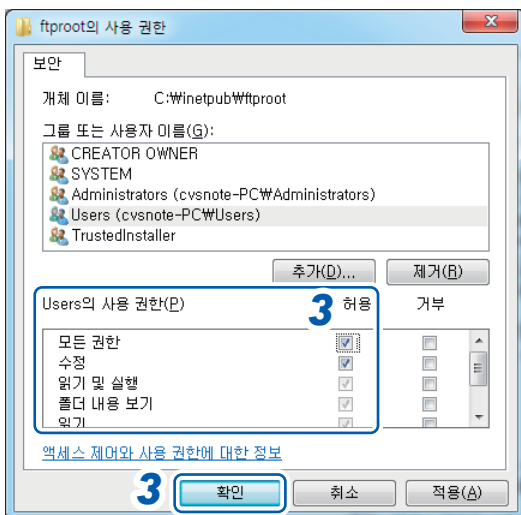 ftproot의 사용 권한
보안
개체 이름: C:₩inetpub₩ftproot
그룹 또는 사용자 이름(G):
CREATOR OWNER
SYSTEM
Administrators (cvsnote-PC₩Administrators)
Users (cvsnote-PC₩Users)
TrustedInstaller
추가(D)... 제거(R)
Users의 사용 권한(P) 3 허용 거부
모든 권한
수정
읽기 및 실행
폴더 내용 보기
읽기
액세스 제어와 사용 권한에 대한 정보
3 확인 취소 적용(A)